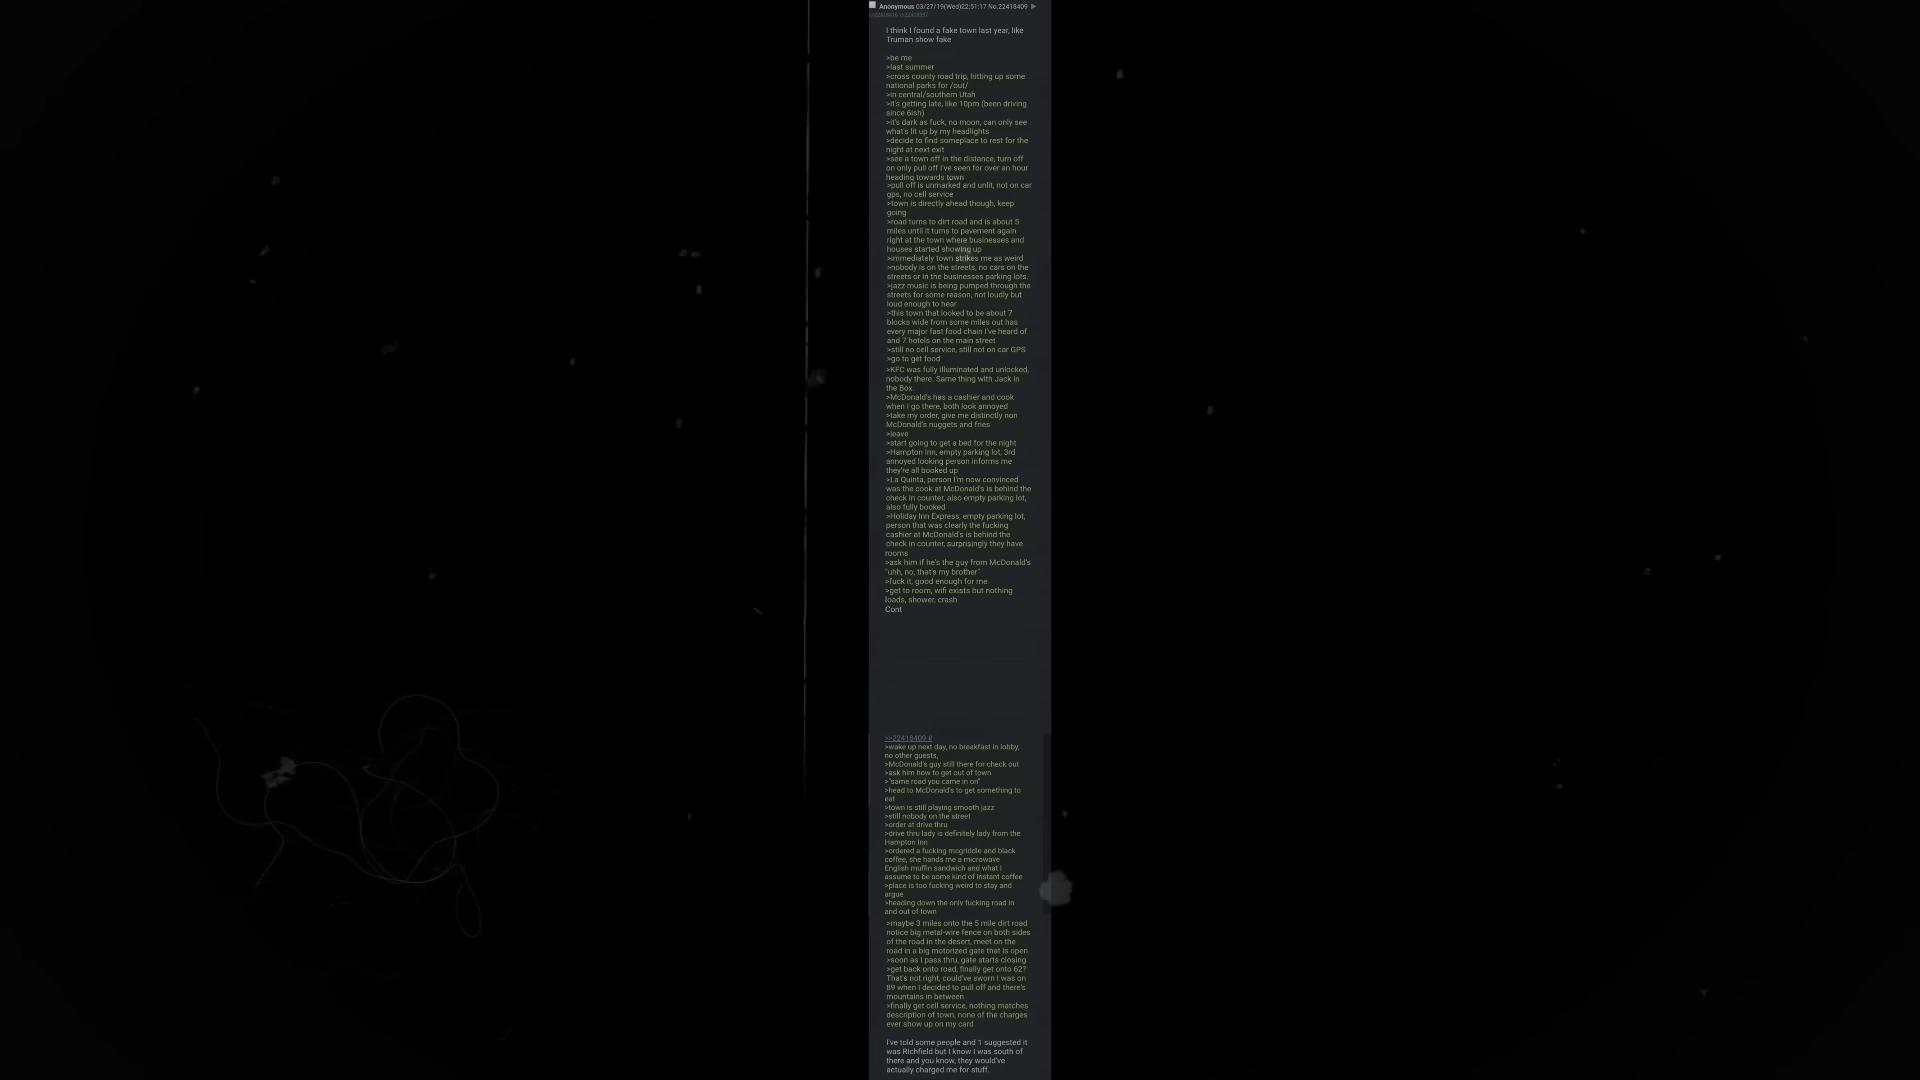 Anonymous 03/27/19(Wed)22:51:17 No.22418409
I think I found a fake town last year, like
Truman show fake
>be me
>last summer
>cross county road trip, hitting up some
national parks for /out/
>in central/southern Utah
>it's getting late, like 10pm (been driving
since 6ish)
>it's dark as fuck, no moon, can only see
what's lit up by my headlights
>decide to find someplace to rest for the
night at next exit
>see a town off in the distance, turn off
on only pull off I've seen for over an hour
heading towards town
>pull off is unmarked and unlit, not on car
gps, no cell service
>town is directly ahead though, keep
going
>road turns to dirt road and is about 5
miles until it turns to pavement again
right at the town where businesses and
houses started showing up
>immediately town strikes me as weird
>nobody is on the streets, no cars on the
streets or in the businesses parking lots.
>jazz music is being pumped through the
streets for some reason, not loudly but
loud enough to hear
>this town that looked to be about 7
blocks wide from some miles out has
every major fast food chain I've heard of
and 7 hotels on the main street
>still no cell service, still not on car GPS
>go to get food
>KFC was fully illuminated and unlocked,
nobody there. Same thing with Jack in
the Box.
>McDonald's has a cashier and cook
when I go there, both look annoyed
>take my order, give me distinctly non
McDonald's nuggets and fries
>leave
>start going to get a bed for the night
>Hampton Inn, empty parking lot, 3rd
annoyed looking person informs me
they're all booked up
>La Quinta, person I'm now convinced
was the cook at McDonald's is behind the
check in counter, also empty parking lot,
also fully booked
>Holiday Inn Express, empty parking lot,
person that was clearly the fucking
cashier at McDonald's is behind the
check in counter, surprisingly they have
rooms
>ask him if he's the guy from McDonald's
"uhh, no, that's my brother"
>fuck it, good enough for me
>get to room, wifi exists but nothing
loads, shower, crash
Cont
>>22418409 #
>wake up next day, no breakfast in lobby,
no other guests,
>McDonald's guy still there for check out
>ask him how to get out of town
>"same road you came in on"
>head to McDonald's to get something to
eat
>town is still playing smooth jazz
>still nobody on the street
>order at drive thru
>drive thru lady is definitely lady from the
Hampton Inn
>ordered a fucking mcgriddle and black
coffee, she hands me a microwave
English muffin sandwich and what I
assume to be some kind of instant coffee
>place is too fucking weird to stay and
argue
>heading down the only fucking road in
and out of town
>maybe 3 miles onto the 5 mile dirt road
notice big metal-wire fence on both sides
of the road in the desert, meet on the
road in a big motorized gate that is open
>soon as I pass thru, gate starts closing
>get back onto road, finally get onto 62?
That's not right, could've sworn I was on
89 when I decided to pull off and there's
mountains in between
>finally get cell service, nothing matches
description of town, none of the charges
ever show up on my card
I've told some people and 1 suggested it
was Richfield but I know I was south of
there and you know, they would've
actually charged me for stuff.